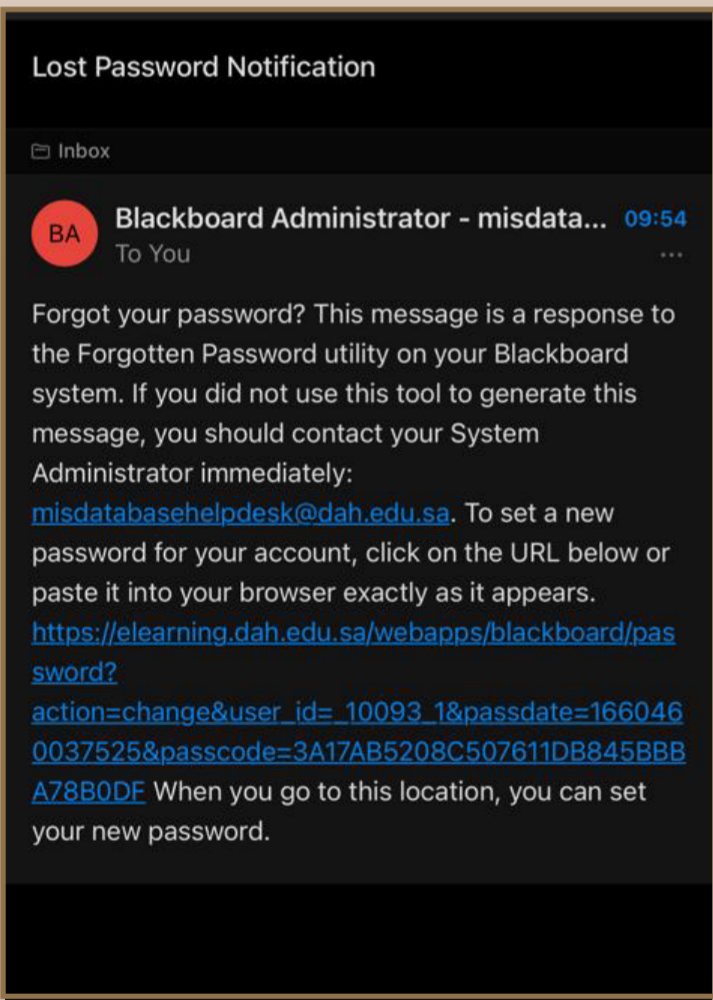 Lost Password Notification
Inbox
BA
Blackboard Administrator - misdata... 09:54
To You
...
Forgot your password? This message is a response to
the Forgotten Password utility on your Blackboard
system. If you did not use this tool to generate this
message, you should contact your System
Administrator immediately:
misdatabasehelpdesk@dah.edu.sa. To set a new
password for your account, click on the URL below or
paste it into your browser exactly as it appears.
https://elearning.dah.edu.sa/webapps/blackboard/pas
sword?
action=change&user_id=_10093_1&passdate=166046
0037525&passcode=3A17AB5208C507611DB845BBB
A78B0DF When you go to this location, you can set
your new password.